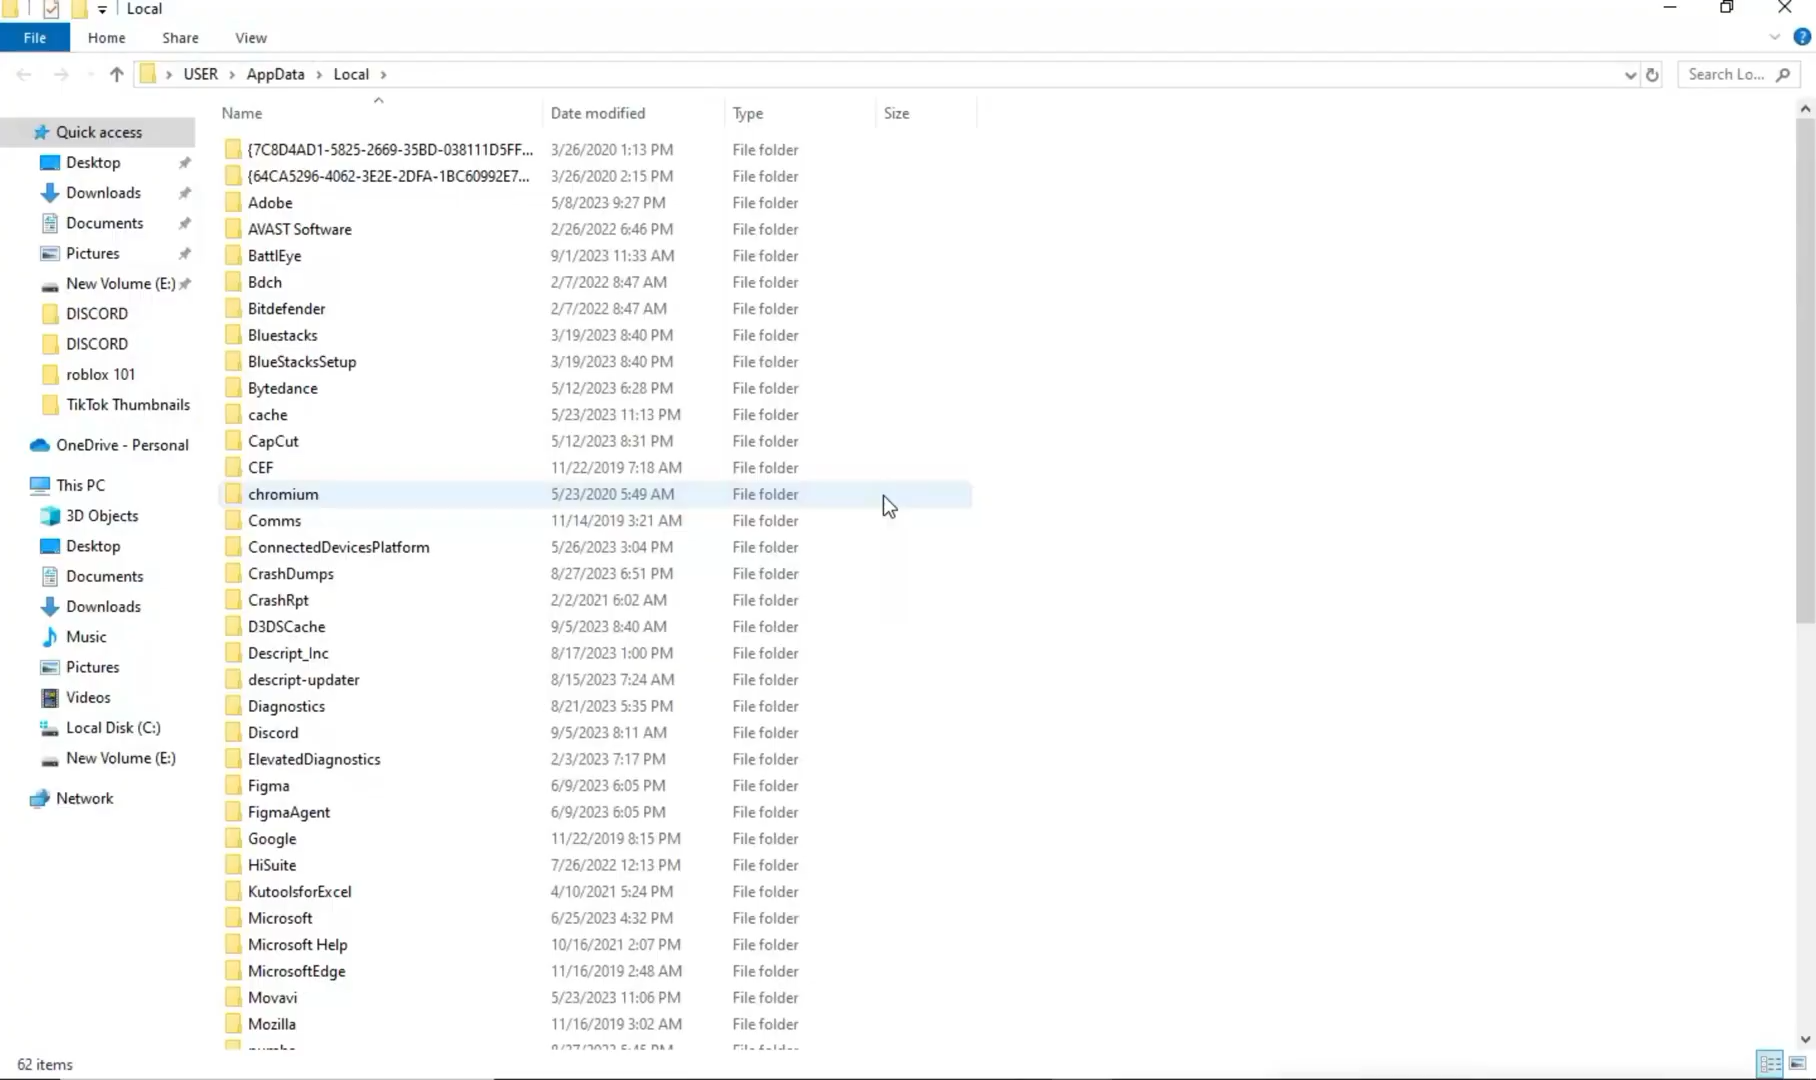 Local
File Home Share View
USER AppData Local Search Lo...
Name Date modified Type Size
Quick access
Desktop
Downloads
Documents
Pictures
New Volume (E:)
DISCORD
DISCORD
roblox 101
TikTok Thumbnails
OneDrive - Personal
This PC
3D Objects
Desktop
Documents
Downloads
Music
Pictures
Videos
Local Disk (C:)
New Volume (E:)
Network
{7C8D4AD1-5825-2669-35BD-038111D5FF... 3/26/2020 1:13 PM File folder
{64CA5296-4062-3E2E-2DFA-1BC60992E7... 3/26/2020 2:15 PM File folder
Adobe 5/8/2023 9:27 PM File folder
AVAST Software 2/26/2022 6:46 PM File folder
BattlEye 9/1/2023 11:33 AM File folder
Bdch 2/7/2022 8:47 AM File folder
Bitdefender 2/7/2022 8:47 AM File folder
Bluestacks 3/19/2023 8:40 PM File folder
BlueStacksSetup 3/19/2023 8:40 PM File folder
Bytedance 5/12/2023 6:28 PM File folder
cache 5/23/2023 11:13 PM File folder
CapCut 5/12/2023 8:31 PM File folder
CEF 11/22/2019 7:18 AM File folder
chromium 5/23/2020 5:49 AM File folder
Comms 11/14/2019 3:21 AM File folder
ConnectedDevicesPlatform 5/26/2023 3:04 PM File folder
CrashDumps 8/27/2023 6:51 PM File folder
CrashRpt 2/2/2021 6:02 AM File folder
D3DSCache 9/5/2023 8:40 AM File folder
Descript_Inc 8/17/2023 1:00 PM File folder
descript-updater 8/15/2023 7:24 AM File folder
Diagnostics 8/21/2023 5:35 PM File folder
Discord 9/5/2023 8:11 AM File folder
ElevatedDiagnostics 2/3/2023 7:17 PM File folder
Figma 6/9/2023 6:05 PM File folder
FigmaAgent 6/9/2023 6:05 PM File folder
Google 11/22/2019 8:15 PM File folder
HiSuite 7/26/2022 12:13 PM File folder
KutoolsforExcel 4/10/2021 5:24 PM File folder
Microsoft 6/25/2023 4:32 PM File folder
Microsoft Help 10/16/2021 2:07 PM File folder
MicrosoftEdge 11/16/2019 2:48 AM File folder
Movavi 5/23/2023 11:06 PM File folder
Mozilla 11/16/2019 3:02 AM File folder
62 items